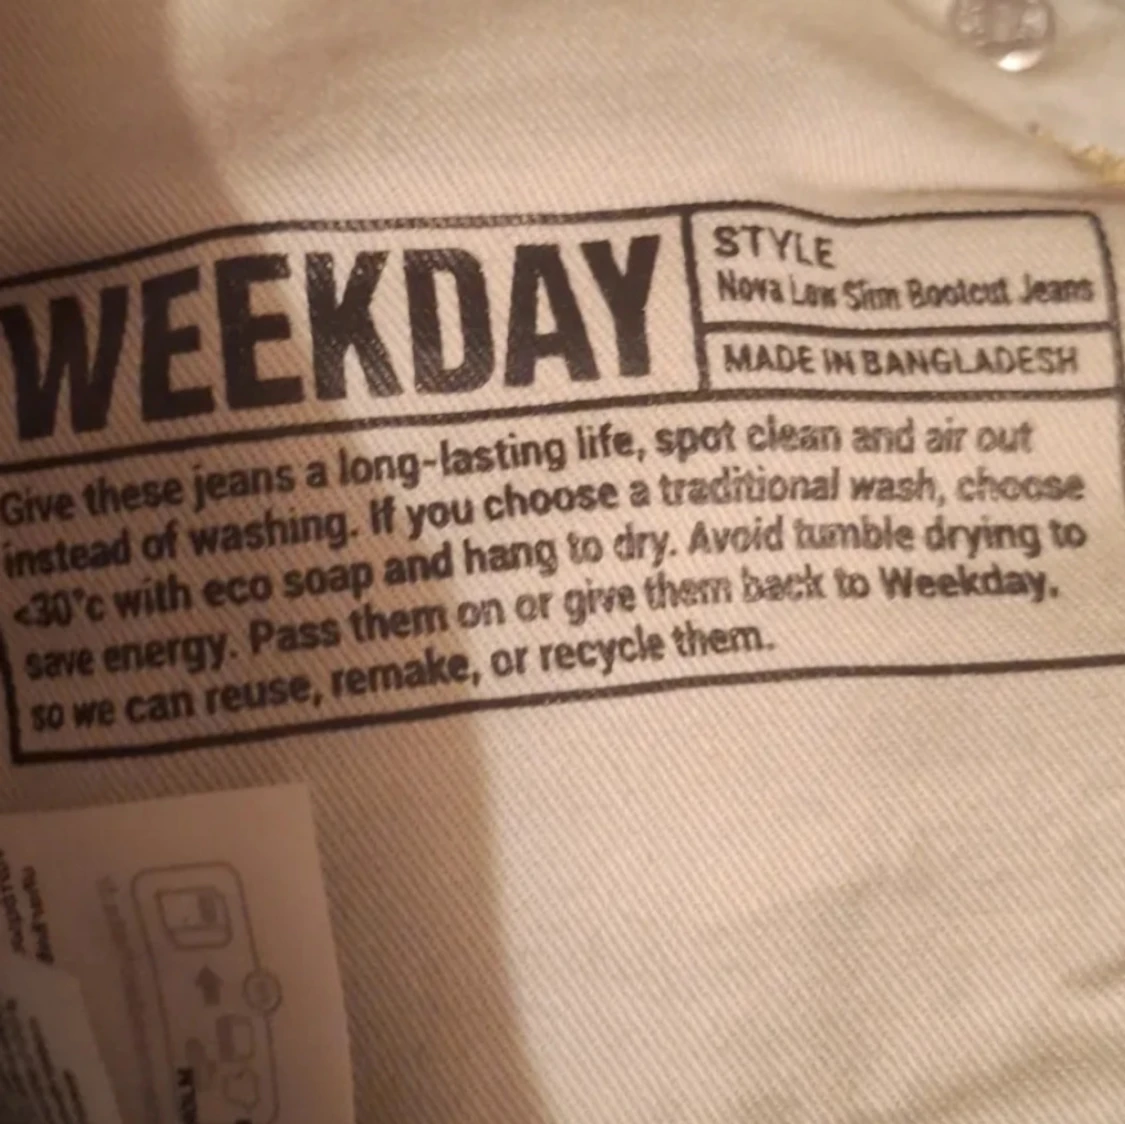 WEEKDAY
STYLE
Nova Low Slim Bootcut Jeans
MADE IN BANGLADESH
Give these jeans a long-lasting life, spot clean and air out
instead of washing. If you choose a traditional wash, choose
<30°c with eco soap and hang to dry. Avoid tumble drying to
save energy. Pass them on or give them back to Weekday.
so we can reuse, remake, or recycle them.